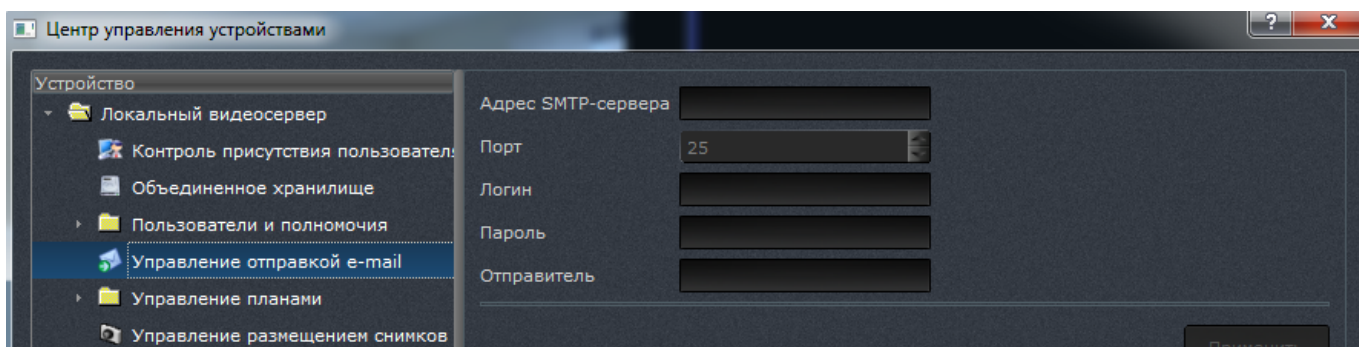 Центр управления устройствами
?
X
Устройство
Локальный видеосервер
Контроль присутствия пользовател
Объединенное хранилище
Пользователи и полномочия
Управление отправкой e-mail
Управление планами
Управление размещением снимков
Адрес SMTP-сервера
Порт
25
Логин
Пароль
Отправитель